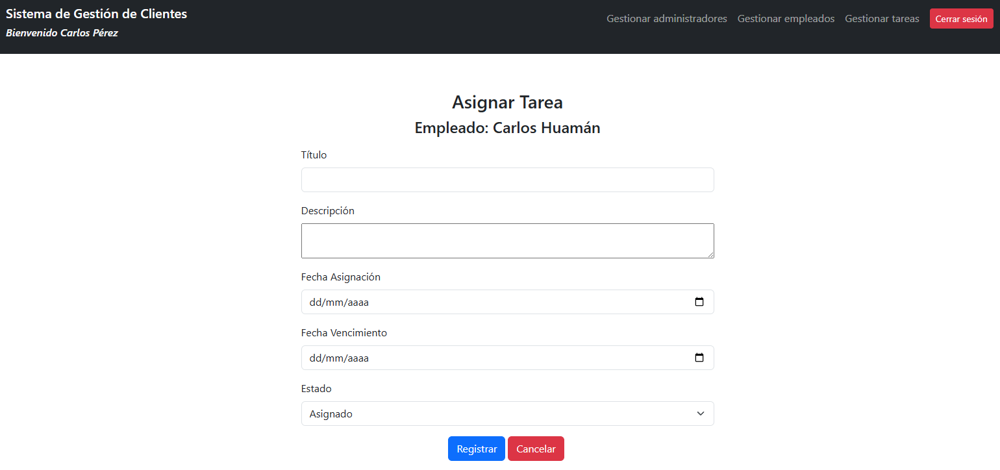 Sistema de Gestión de Clientes
Bienvenido Carlos Pérez
Gestionar administradores Gestionar empleados Gestionar tareas Cerrar sesión
Asignar Tarea
Empleado: Carlos Huamán
Título
Descripción
Fecha Asignación
dd/mm/aaaa
Fecha Vencimiento
dd/mm/aaaa
Estado
Asignado
Registrar Cancelar